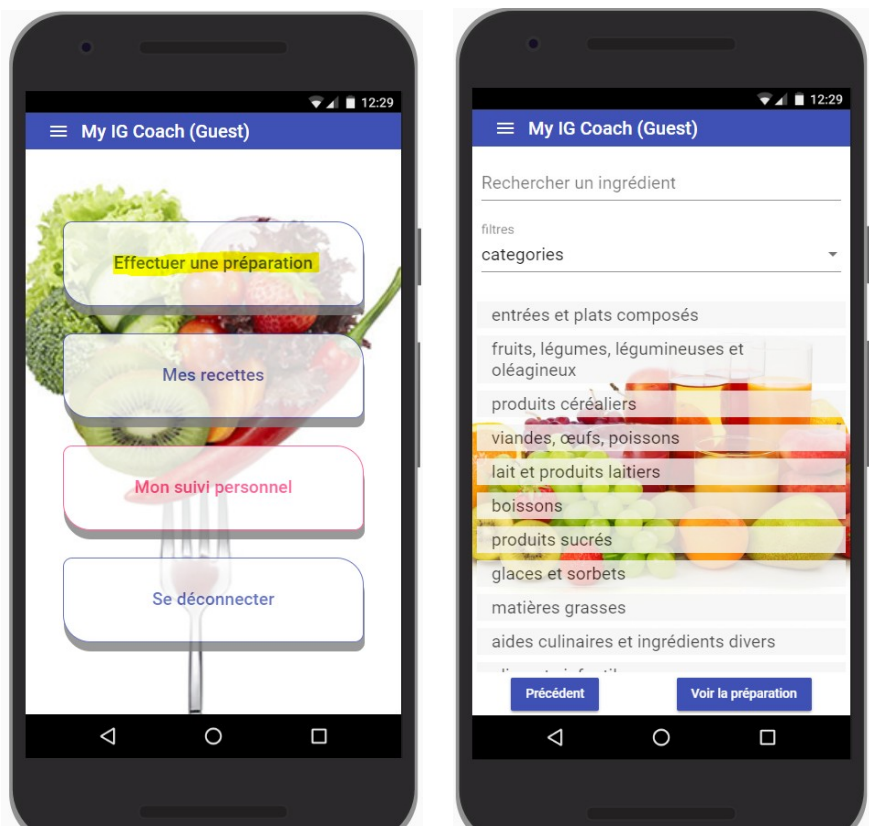 12:29
My IG Coach (Guest)
Effectuer une préparation
Mes recettes
Mon suivi personnel
Se déconnecter
12:29
My IG Coach (Guest)
Rechercher un ingrédient
filtres
categories
entrées et plats composés
fruits, légumes, légumineuses et
oléagineux
produits céréaliers
viandes, œufs, poissons
lait et produits laitiers
boissons
produits sucrés
glaces et sorbets
matières grasses
aides culinaires et ingrédients divers
Précédent
Voir la préparation